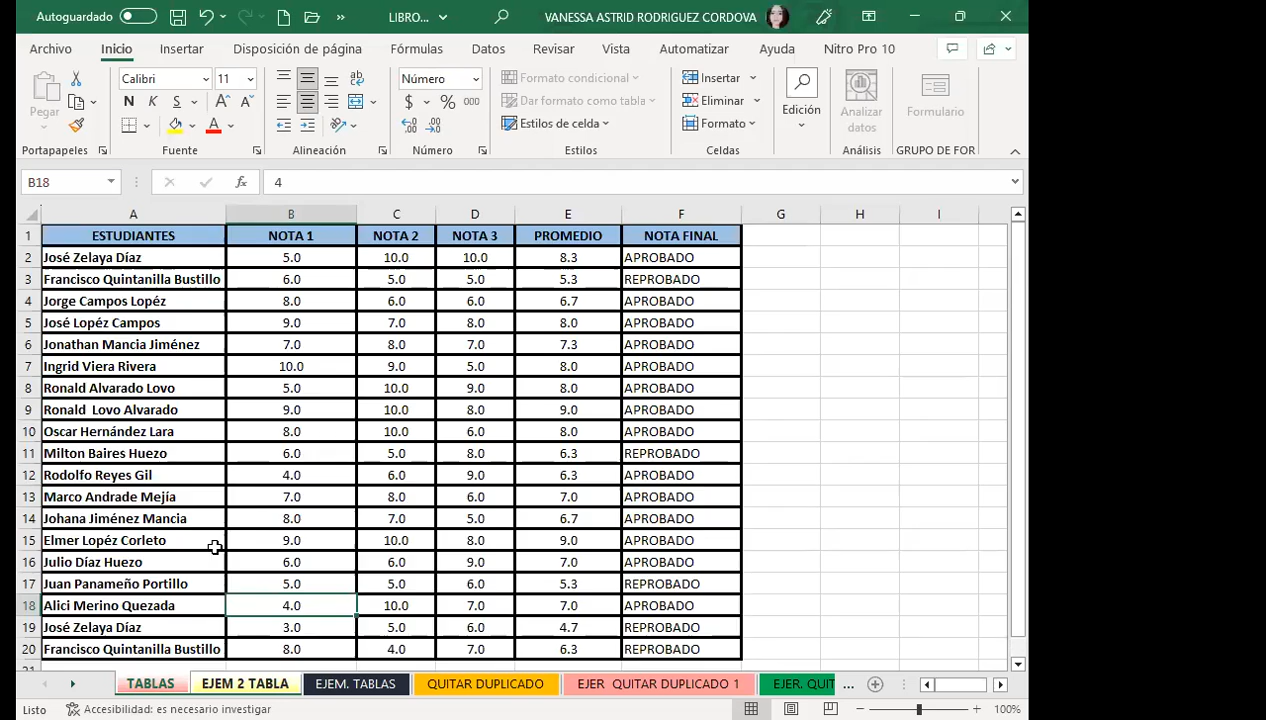 Autoguardado LIBRO... VANESSA ASTRID RODRIGUEZ CORDOVA
Archivo Inicio Insertar Disposición de página Fórmulas Datos Revisar Vista Automatizar Ayuda Nitro Pro 10
Pegar Calibri 11 Número Formato condicional Insertar Edición Analizar datos Formulario
N K S A A $ % 000 Dar formato como tabla Eliminar
A Estilos de celda Formato
Portapapeles Fuente Alineación Número Estilos Celdas Análisis GRUPO DE FOR
B18 fx 4
A B C D E F G H I
1 ESTUDIANTES NOTA 1 NOTA 2 NOTA 3 PROMEDIO NOTA FINAL
2 José Zelaya Díaz 5.0 10.0 10.0 8.3 APROBADO
3 Francisco Quintanilla Bustillo 6.0 5.0 5.0 5.3 REPROBADO
4 Jorge Campos Lopéz 8.0 6.0 6.0 6.7 APROBADO
5 José Lopéz Campos 9.0 7.0 8.0 8.0 APROBADO
6 Jonathan Mancia Jiménez 7.0 8.0 7.0 7.3 APROBADO
7 Ingrid Viera Rivera 10.0 9.0 5.0 8.0 APROBADO
8 Ronald Alvarado Lovo 5.0 10.0 9.0 8.0 APROBADO
9 Ronald Lovo Alvarado 9.0 10.0 8.0 9.0 APROBADO
10 Oscar Hernández Lara 8.0 10.0 6.0 8.0 APROBADO
11 Milton Baires Huezo 6.0 5.0 8.0 6.3 REPROBADO
12 Rodolfo Reyes Gil 4.0 6.0 9.0 6.3 APROBADO
13 Marco Andrade Mejía 7.0 8.0 6.0 7.0 APROBADO
14 Johana Jiménez Mancia 8.0 7.0 5.0 6.7 APROBADO
15 Elmer Lopéz Corleto 9.0 10.0 8.0 9.0 APROBADO
16 Julio Díaz Huezo 6.0 6.0 9.0 7.0 APROBADO
17 Juan Panameño Portillo 5.0 5.0 6.0 5.3 REPROBADO
18 Alici Merino Quezada 4.0 10.0 7.0 7.0 APROBADO
19 José Zelaya Díaz 3.0 5.0 6.0 4.7 REPROBADO
20 Francisco Quintanilla Bustillo 8.0 4.0 7.0 6.3 REPROBADO
TABLAS EJEM 2 TABLA EJEM. TABLAS QUITAR DUPLICADO EJER QUITAR DUPLICADO 1 EJER. QUIT ...
Listo Accesibilidad: es necesario investigar 100%